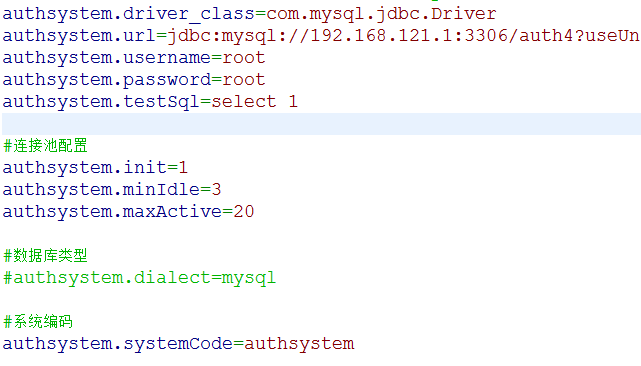 authsystem.driver_class=com.mysql.jdbc.Driver
authsystem.url=jdbc:mysql://192.168.121.1:3306/auth4?useUn
authsystem.username=root
authsystem.password=root
authsystem.testSql=select 1
#连接池配置
authsystem.init=1
authsystem.minIdle=3
authsystem.maxActive=20
#数据库类型
#authsystem.dialect=mysql
#系统编码
authsystem.systemCode=authsystem